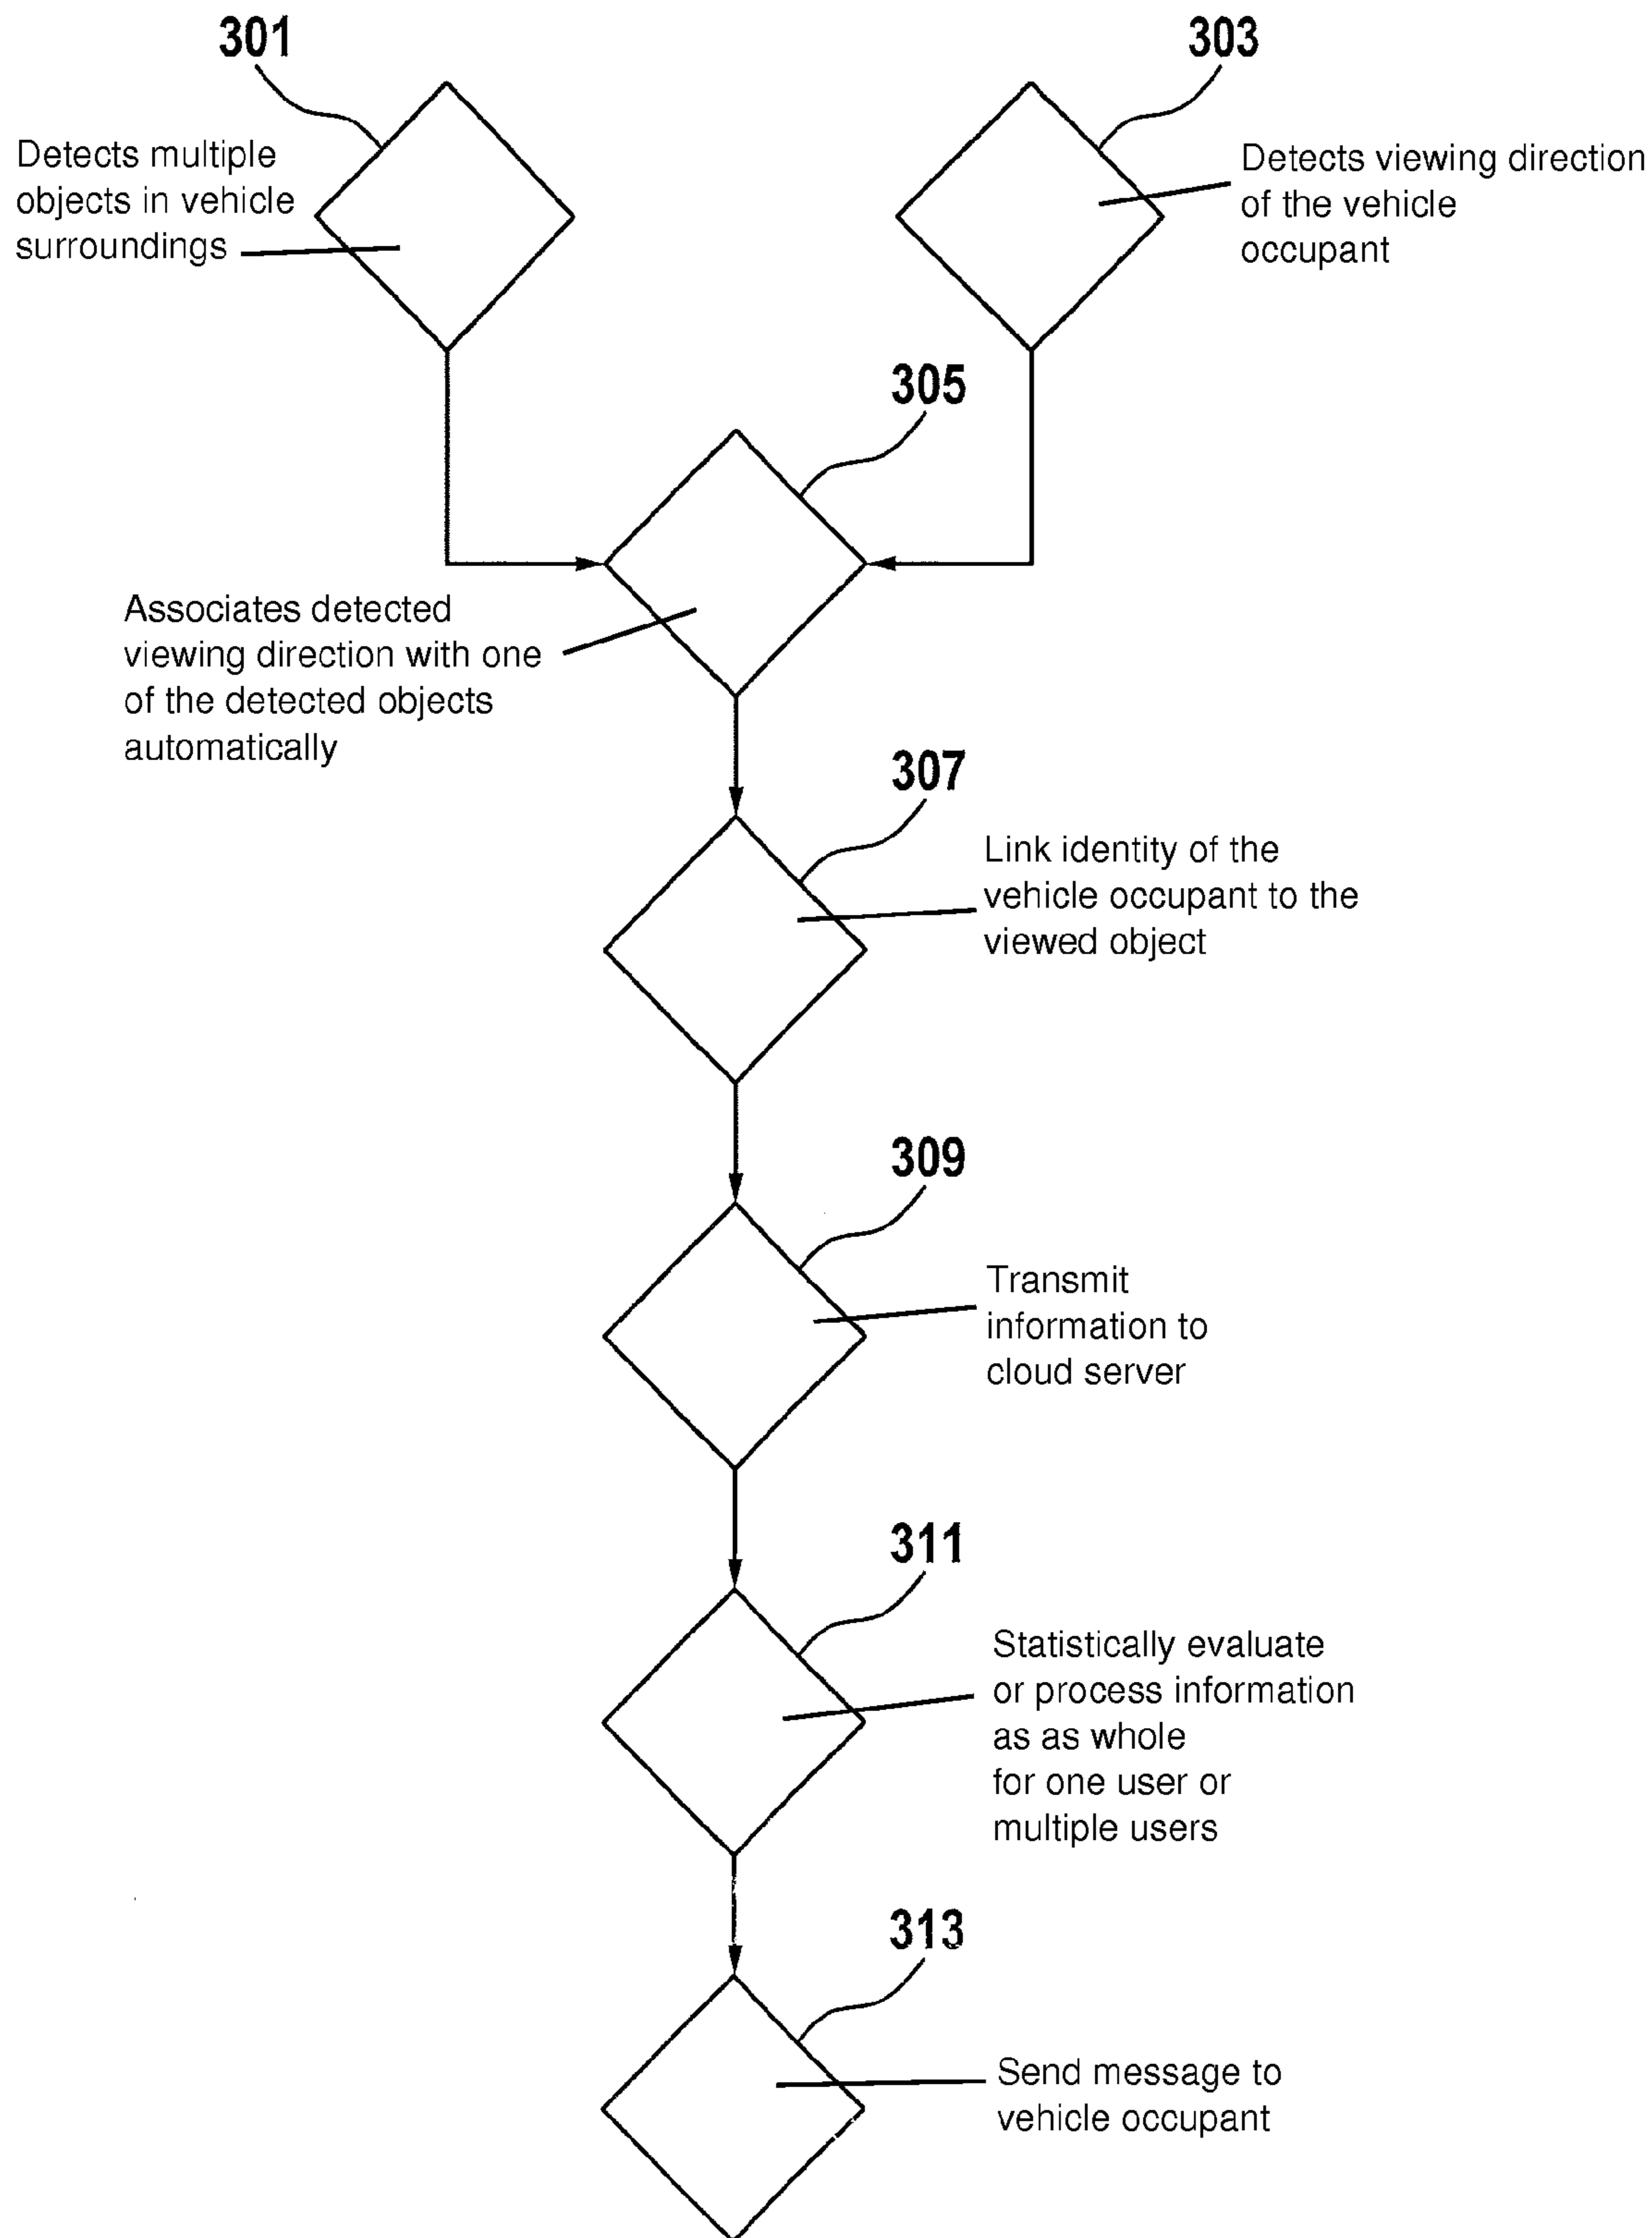 301
303
Detects multiple
objects in vehicle
surroundings
Detects viewing direction
of the vehicle
occupant
305
Associates detected
viewing direction with one
of the detected objects
automatically
307
Link identity of the
vehicle occupant to the
viewed object
309
Transmit
information to
cloud server
311
Statistically evaluate
or process information
as as whole
for one user or
multiple users
313
Send message to
vehicle occupant